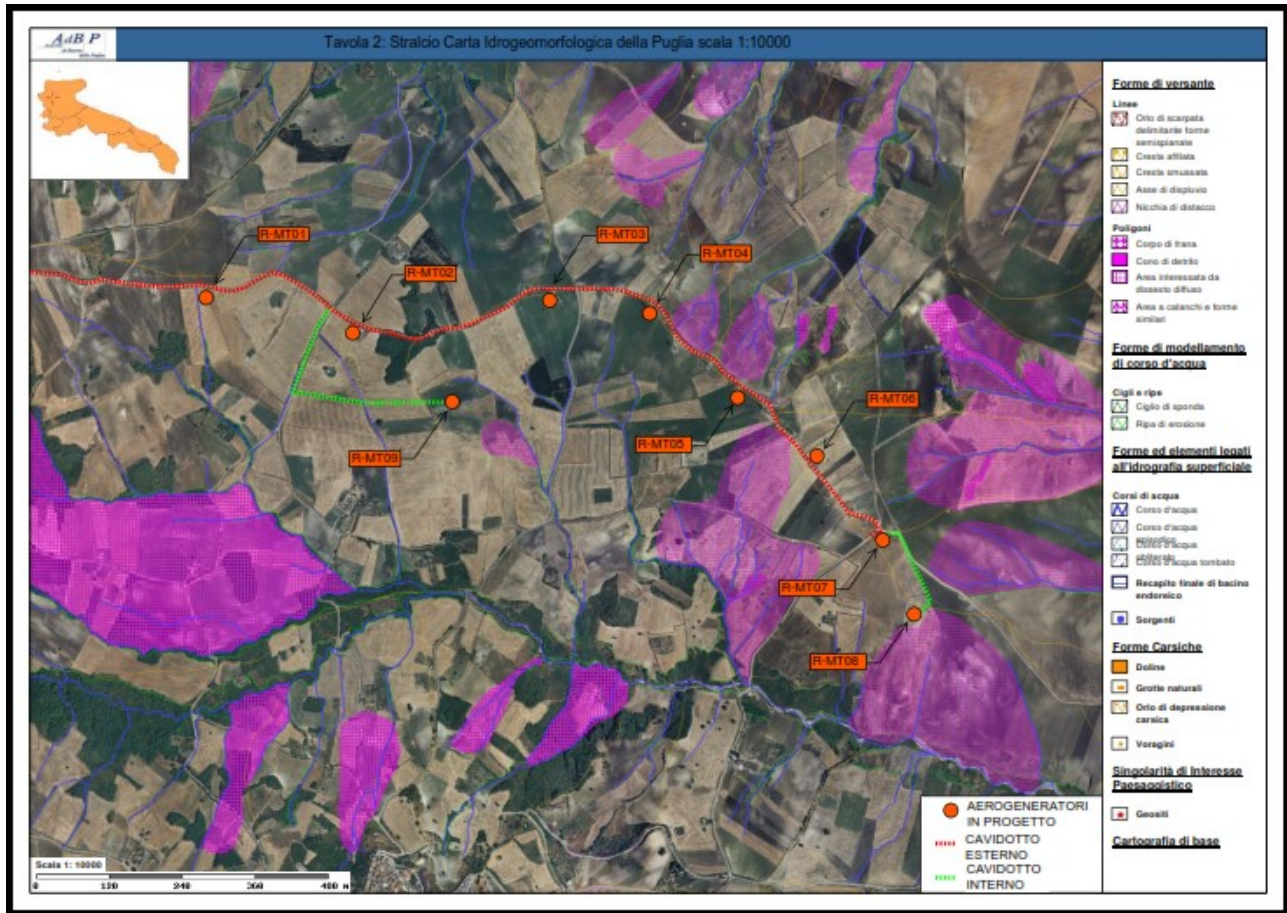 AdB P
Tavola 2: Stralcio Carta Idrogeomorfologica della Puglia scala 1:10000
R-MT01
R-MT02
R-MT03
R-MT04
R-MT05
R-MT06
R-MT07
R-MT08
R-MT09
Forme di versante
Linee
Orlo di scarpata
delimitante forme
semispianate
Cresta affilata
Cresta smussata
Asse di displuvio
Nicchia di distacco
Poligoni
Corpo di frana
Cono di detrito
Area interessata da
dissesto diffuso
Area a calanchi e forme
similari
Forme di modellamento
di corso d'acqua
Cigli e ripe
Ciglio di sponda
Ripa di erosione
Forme ed elementi legati
all'idrografia superficiale
Corsi di acqua
Corso d'acqua
Corso d'acqua
episodico
Corso d'acqua
obliterato
Corso d'acqua tombato
Recapito finale di bacino
endoreico
Sorgenti
Forme Carsiche
Doline
Grotte naturali
Orlo di depressione
carsica
Voragini
Singolarità di Interesse
Paesaggistico
Geositi
Cartografia di base
AEROGENERATORI
IN PROGETTO
CAVIDOTTO
ESTERNO
CAVIDOTTO
INTERNO
Scala 1: 10000
0 120 240 360 480 m